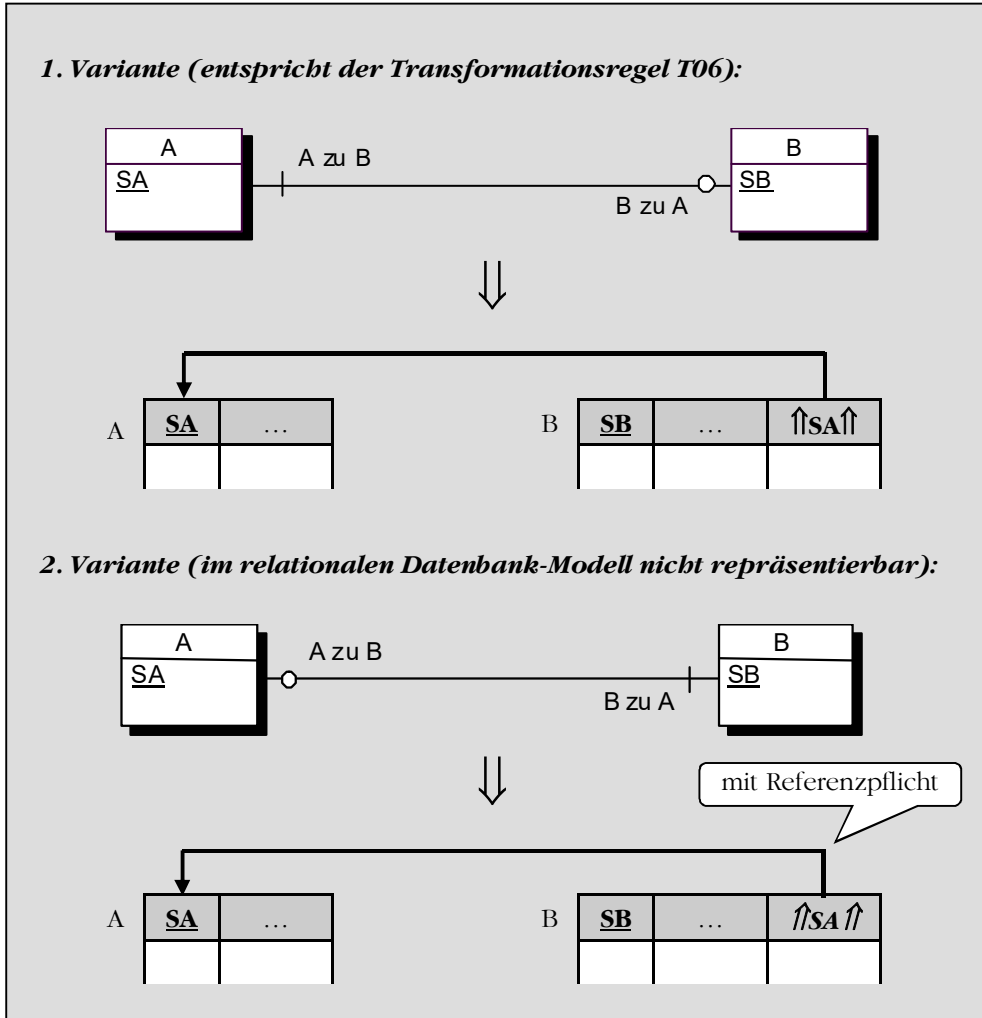 1. Variante (entspricht der Transformationsregel T06):
A
SA
A zu B
B zu A
B
SB
⇓
A
SA
…
B
SB
…
⇑SA⇑
2. Variante (im relationalen Datenbank-Modell nicht repräsentierbar):
A
SA
A zu B
B zu A
B
SB
⇓
mit Referenzpflicht
A
SA
…
B
SB
…
⇑SA⇑